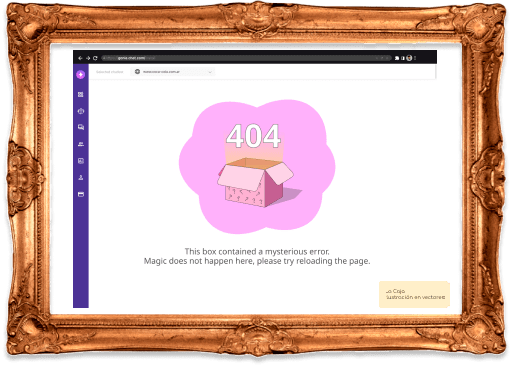 404
This box contained a mysterious error.
Magic does not happen here, please try reloading the page.
La Caja
Ilustración en vectores